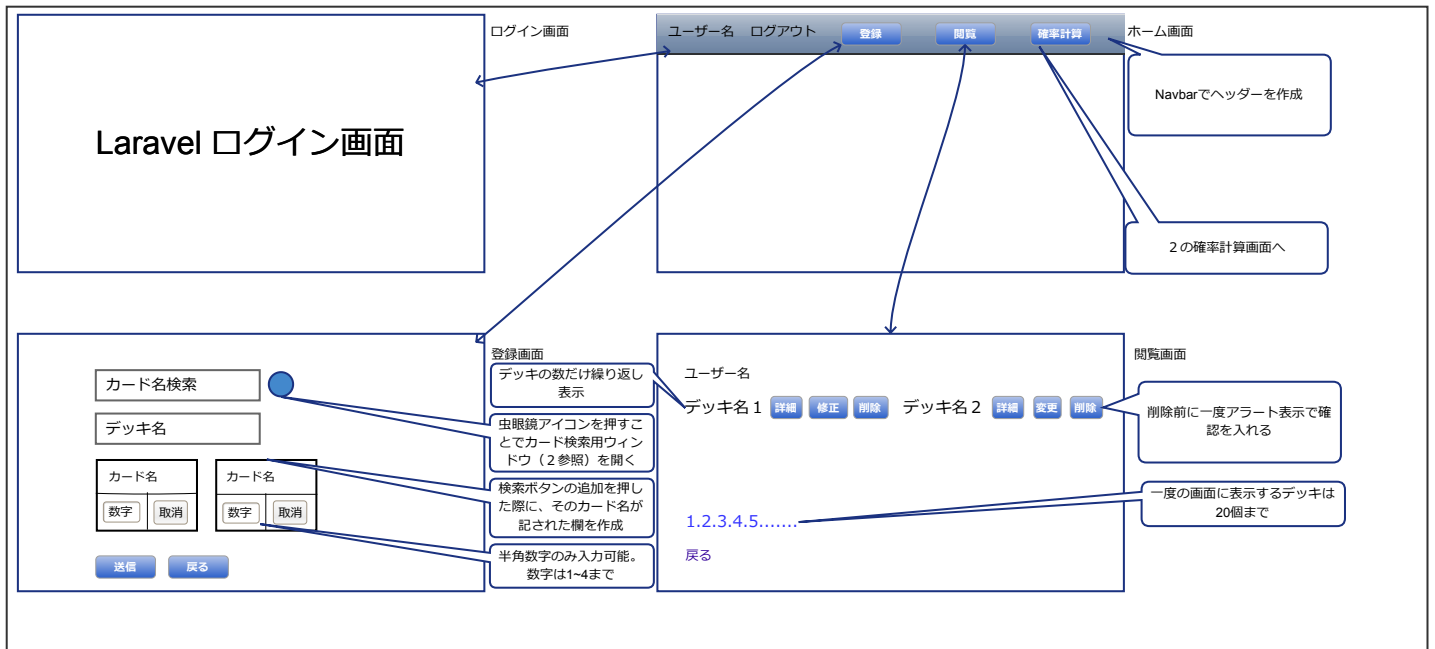 ログイン画面
Laravel ログイン画面
ユーザー名 ログアウト 登録 閲覧 確率計算
ホーム画面
Navbarでヘッダーを作成
２の確率計算画面へ
登録画面
カード名検索
デッキ名
カード名
数字 取消
カード名
数字 取消
送信 戻る
デッキの数だけ繰り返し
表示
虫眼鏡アイコンを押すこ
とでカード検索用ウィン
ドウ（２参照）を開く
検索ボタンの追加を押し
た際に、そのカード名が
記された欄を作成
半角数字のみ入力可能。
数字は1~4まで
閲覧画面
ユーザー名
デッキ名１ 詳細 修正 削除 デッキ名２ 詳細 変更 削除
1.2.3.4.5.......
戻る
削除前に一度アラート表示で確
認を入れる
一度の画面に表示するデッキは
20個まで